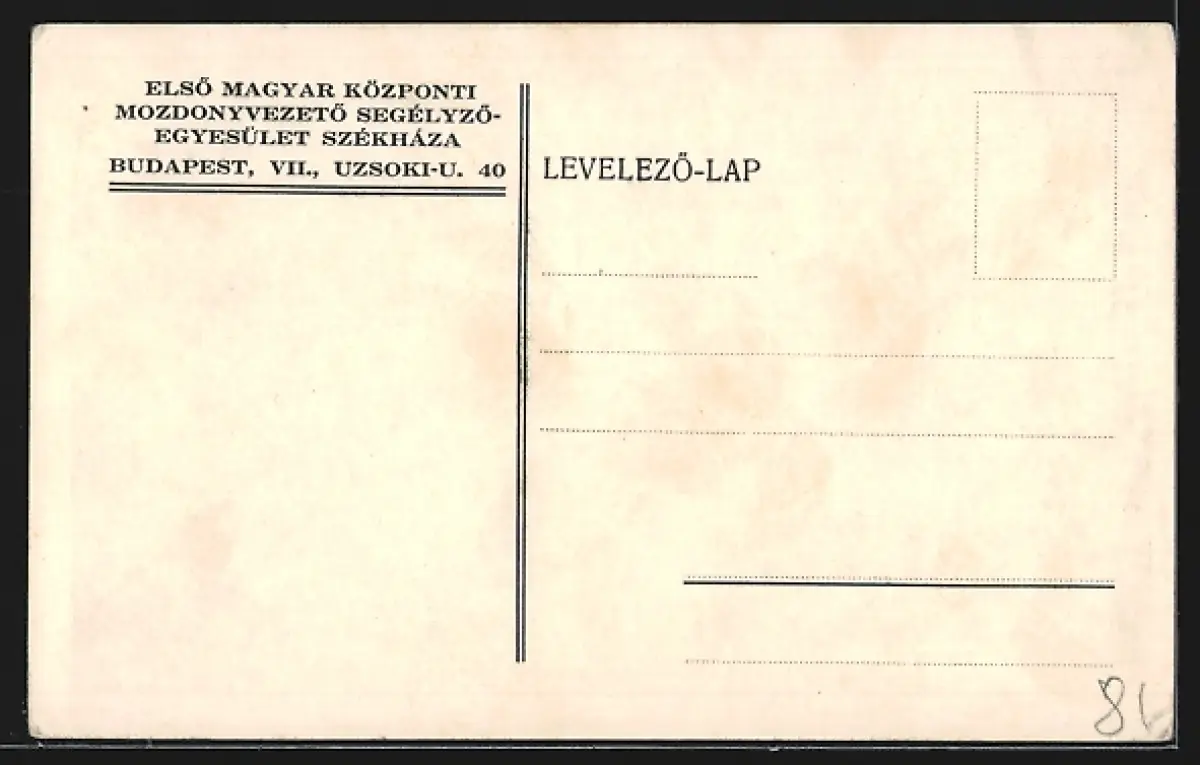 ELSŐ MAGYAR KÖZPONTI
MOZDONYVEZETŐ SEGÉLYZŐ-
EGYESÜLET SZÉKHÁZA
BUDAPEST, VII., UZSOKI-U. 40
LEVELEZŐ-LAP
81